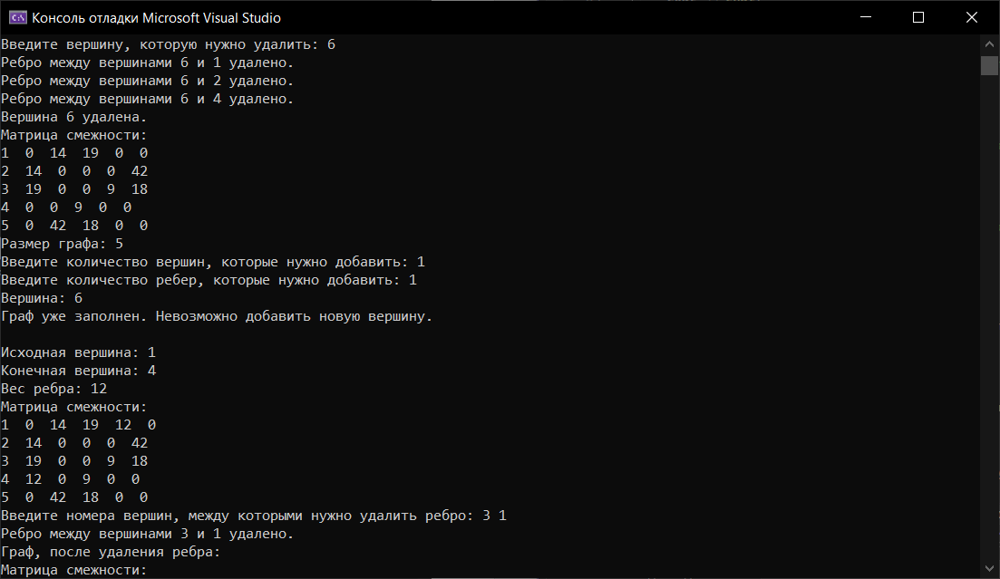 Консоль отладки Microsoft Visual Studio
Введите вершину, которую нужно удалить: 6
Ребро между вершинами 6 и 1 удалено.
Ребро между вершинами 6 и 2 удалено.
Ребро между вершинами 6 и 4 удалено.
Вершина 6 удалена.
Матрица смежности:
1  0  14  19  0  0
2  14  0  0  0  42
3  19  0  0  9  18
4  0  0  9  0  0
5  0  42  18  0  0
Размер графа: 5
Введите количество вершин, которые нужно добавить: 1
Введите количество ребер, которые нужно добавить: 1
Вершина: 6
Граф уже заполнен. Невозможно добавить новую вершину.

Исходная вершина: 1
Конечная вершина: 4
Вес ребра: 12
Матрица смежности:
1  0  14  19  12  0
2  14  0  0  0  42
3  19  0  0  9  18
4  12  0  9  0  0
5  0  42  18  0  0
Введите номера вершин, между которыми нужно удалить ребро: 3 1
Ребро между вершинами 3 и 1 удалено.
Граф, после удаления ребра:
Матрица смежности: